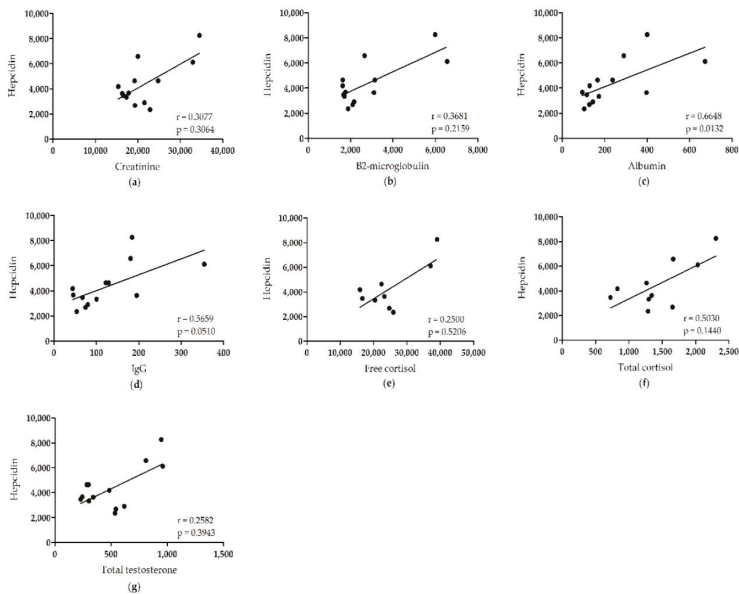 10,000 8,000 6,000 4,000 2,000 0
Hepcidin
0 10,000 20,000 30,000 40,000
Creatinine
r = 0.3077
p = 0.3064
(a)
10,000 8,000 6,000 4,000 2,000 0
Hepcidin
0 2,000 4,000 6,000 8,000
B2-microglobulin
r = 0.3681
p = 0.2159
(b)
10,000 8,000 6,000 4,000 2,000 0
Hepcidin
0 200 400 600 800
Albumin
r = 0.6648
p = 0.0132
(c)
10,000 8,000 6,000 4,000 2,000 0
Hepcidin
0 100 200 300 400
IgG
r = 0.5659
p = 0.0510
(d)
10,000 8,000 6,000 4,000 2,000 0
Hepcidin
0 10,000 20,000 30,000 40,000 50,000
Free cortisol
r = 0.2500
p = 0.5206
(e)
10,000 8,000 6,000 4,000 2,000 0
Hepcidin
0 500 1,000 1,500 2,000 2,500
Total cortisol
r = 0.5030
p = 0.1440
(f)
10,000 8,000 6,000 4,000 2,000 0
Hepcidin
0 500 1,000 1,500
Total testosterone
r = 0.2582
p = 0.3943
(g)